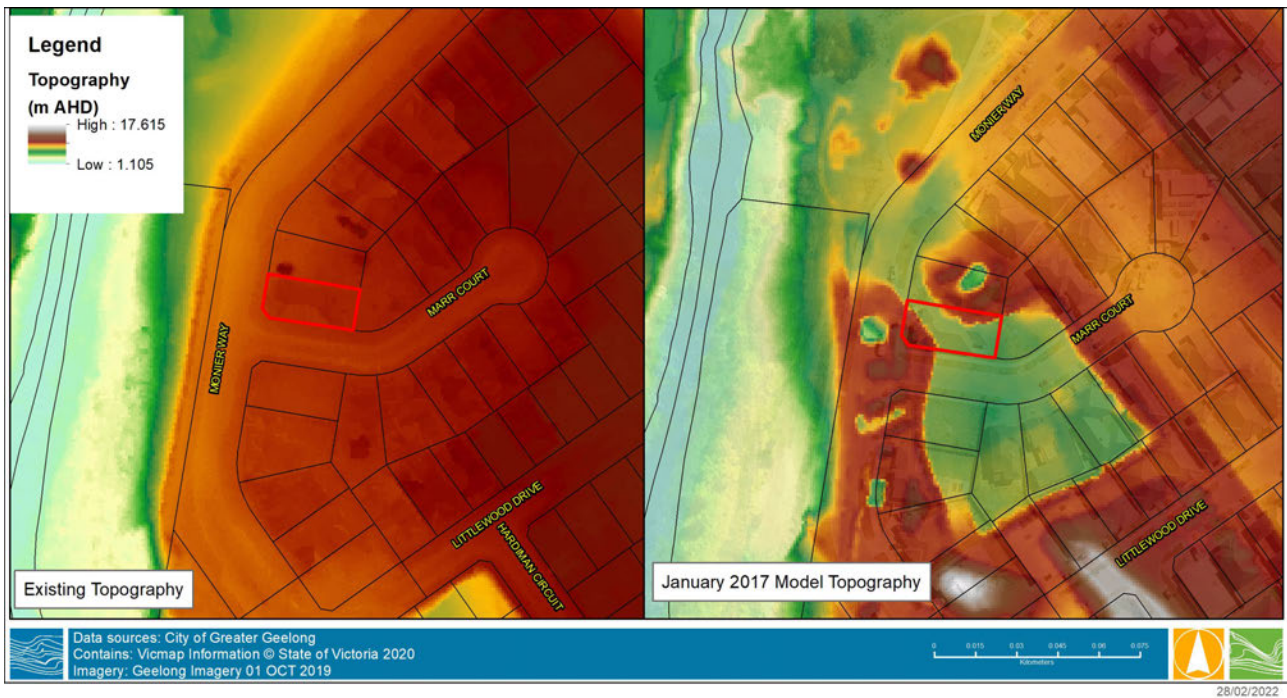 Legend
Topography
(m AHD)
High : 17.615
Low : 1.105
MONIER WAY
MARR COURT
LITTLEWOOD DRIVE
HARDIMAN CIRCUIT
Existing Topography
MONIER WAY
MARR COURT
LITTLEWOOD DRIVE
January 2017 Model Topography
Data sources: City of Greater Geelong
Contains: Vicmap Information © State of Victoria 2020
Imagery: Geelong Imagery 01 OCT 2019
0 0.015 0.03 0.045 0.06 0.075
Kilometers
28/02/2022